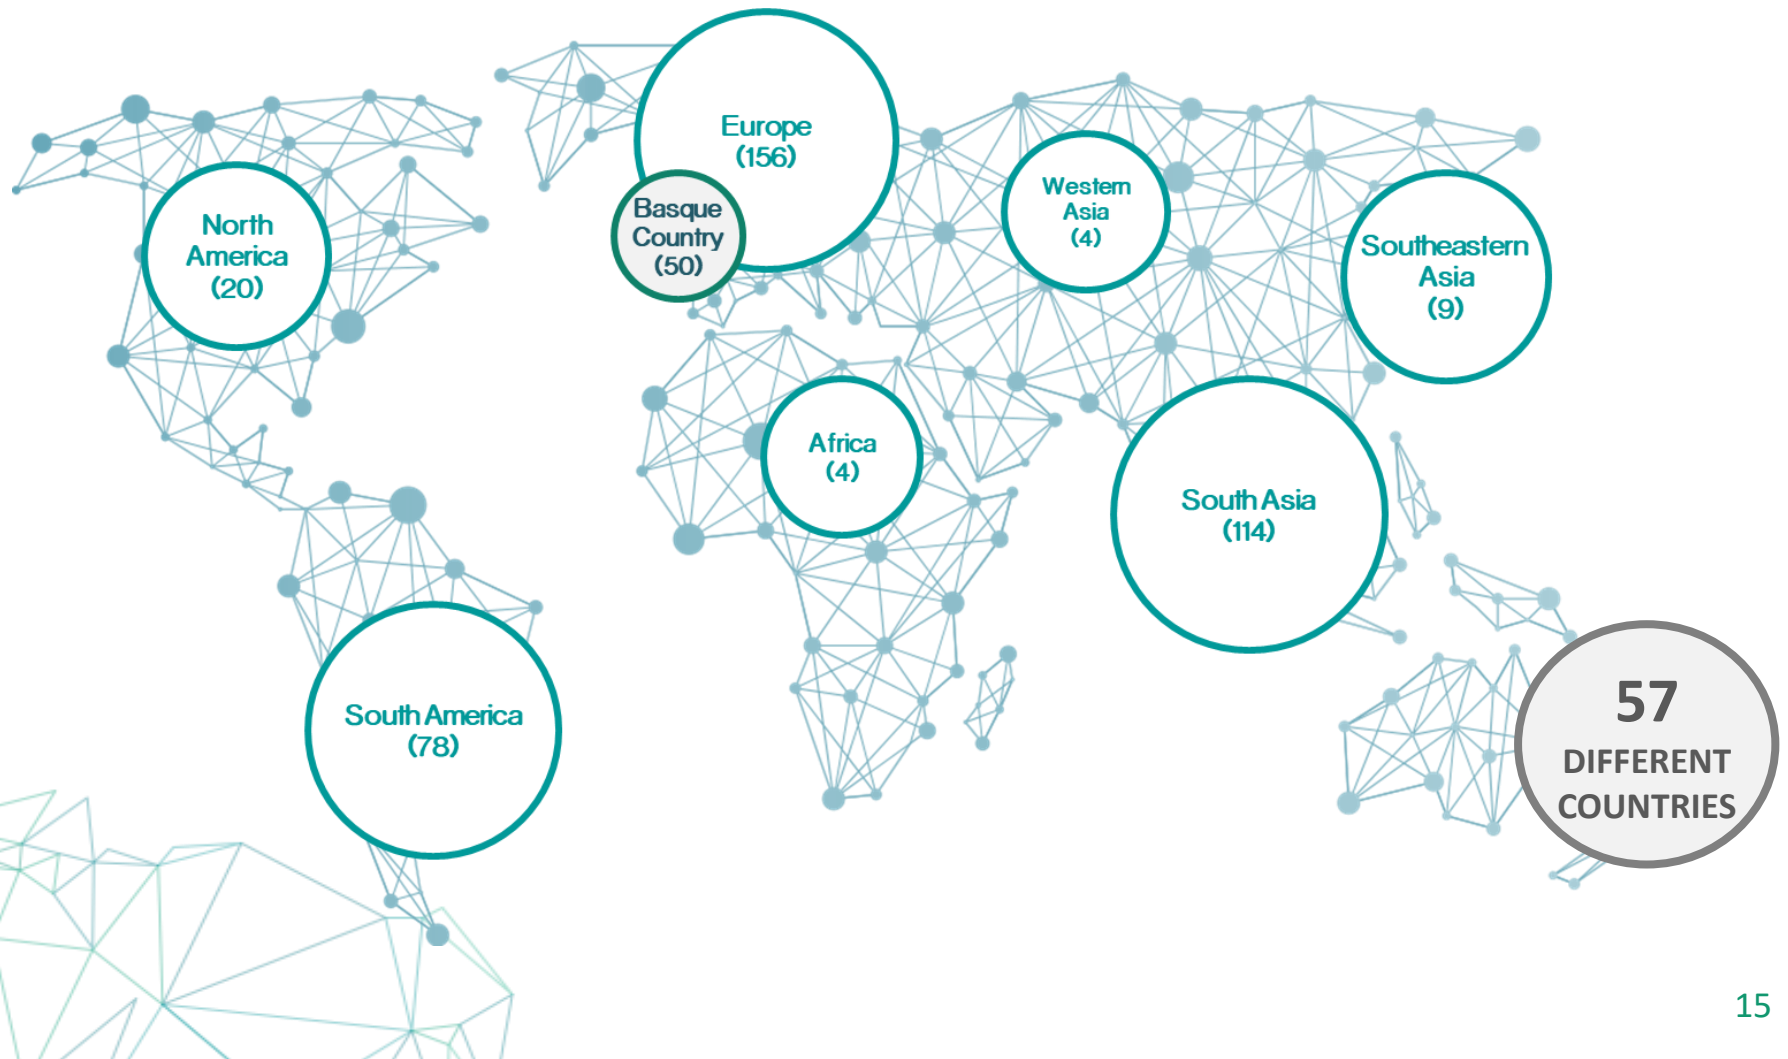 Europe
(156)
Basque
Country
(50)
Western
Asia
(4)
North
America
(20)
Southeastern
Asia
(9)
Africa
(4)
South Asia
(114)
South America
(78)
57
DIFFERENT
COUNTRIES
15